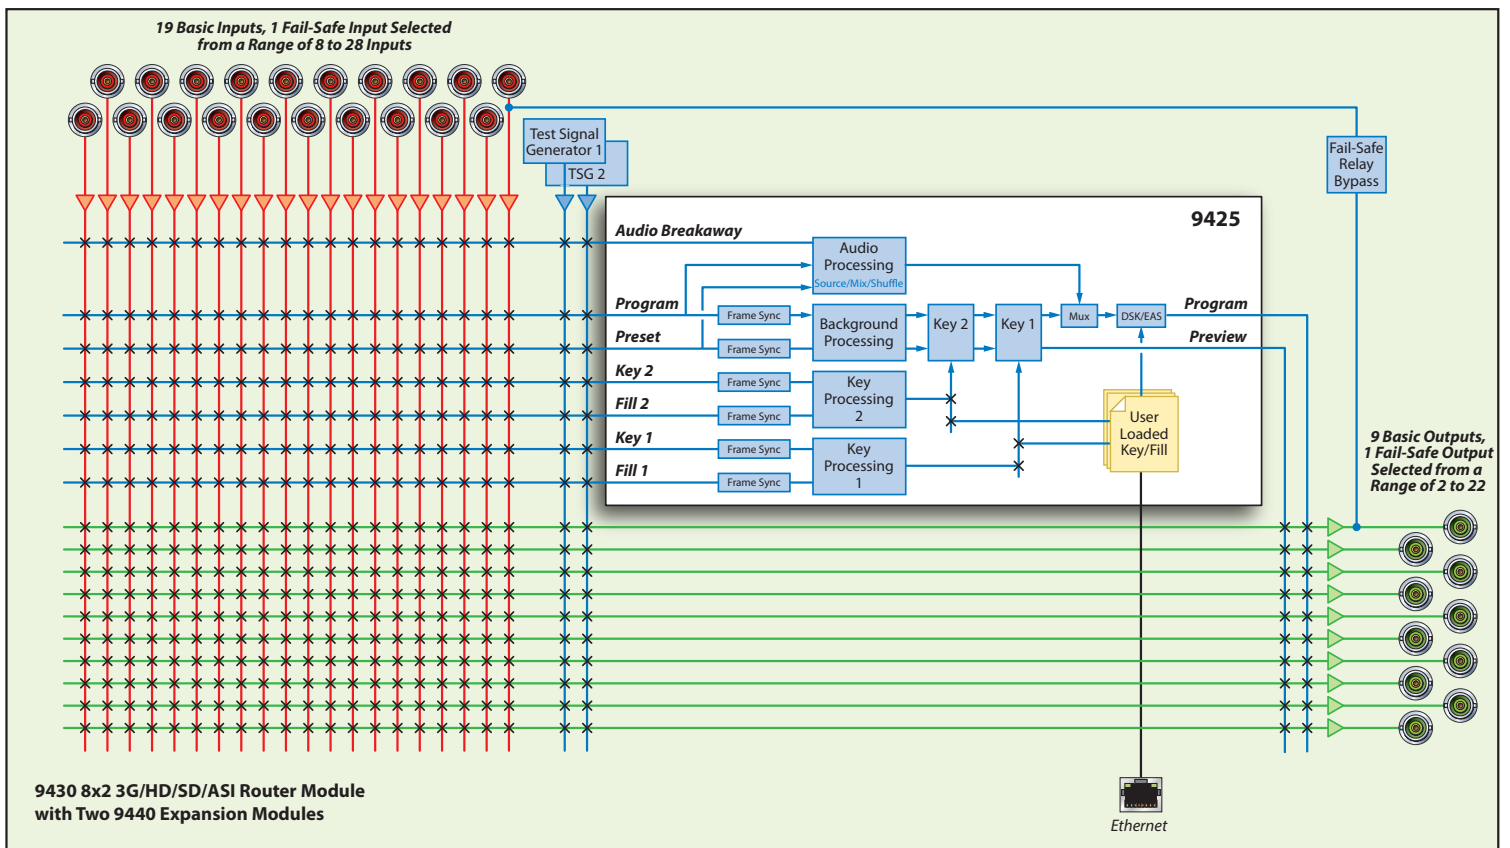 19 Basic Inputs, 1 Fail-Safe Input Selected
from a Range of 8 to 28 Inputs
Test Signal
Generator 1
TSG 2
Fail-Safe
Relay
Bypass
9425
Audio Breakaway
Audio
Processing
Source/Mix/Shuffle
Program
Frame Sync
Background
Processing
Key 2
Key 1
Mux
DSK/EAS
Program
Preset
Frame Sync
Preview
Key 2
Frame Sync
Key
Processing
2
Fill 2
Frame Sync
User
Loaded
Key/Fill
Key 1
Frame Sync
Key
Processing
1
Fill 1
Frame Sync
9 Basic Outputs,
1 Fail-Safe Output
Selected from a
Range of 2 to 22
9430 8x2 3G/HD/SD/ASI Router Module
with Two 9440 Expansion Modules
Ethernet